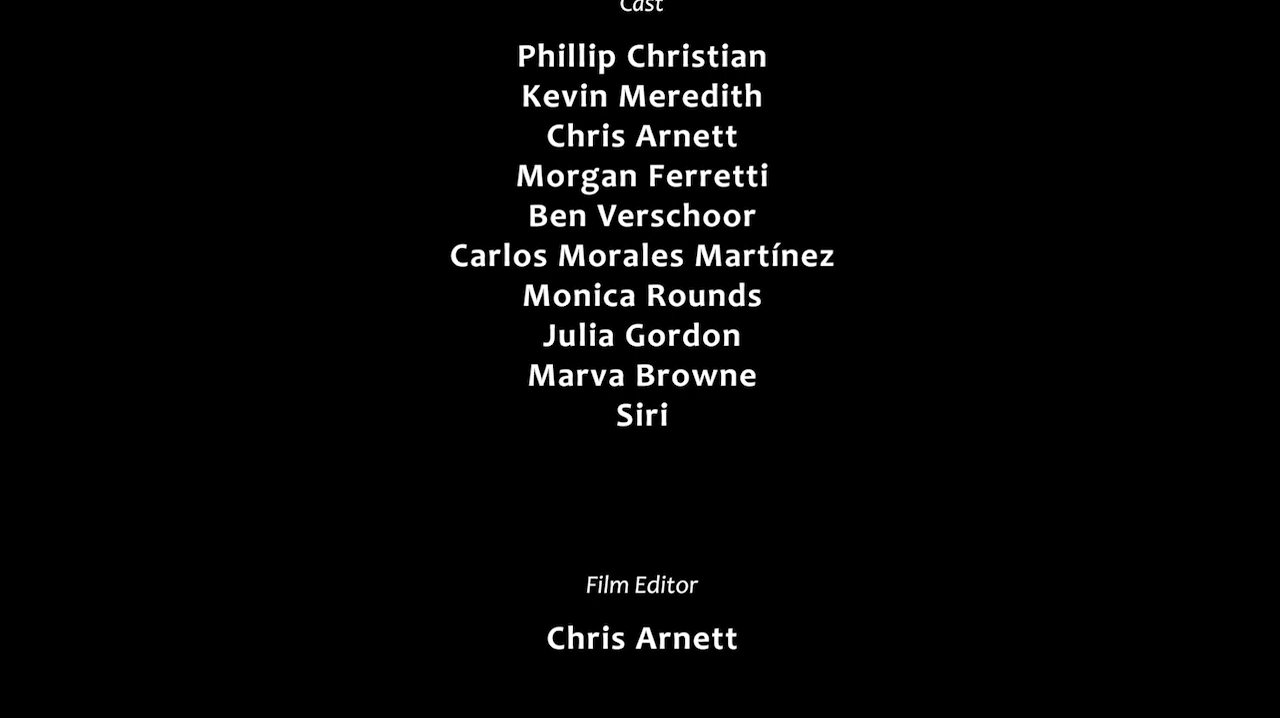 Cast
Phillip Christian
Kevin Meredith
Chris Arnett
Morgan Ferretti
Ben Verschoor
Carlos Morales Martínez
Monica Rounds
Julia Gordon
Marva Browne
Siri
Film Editor
Chris Arnett